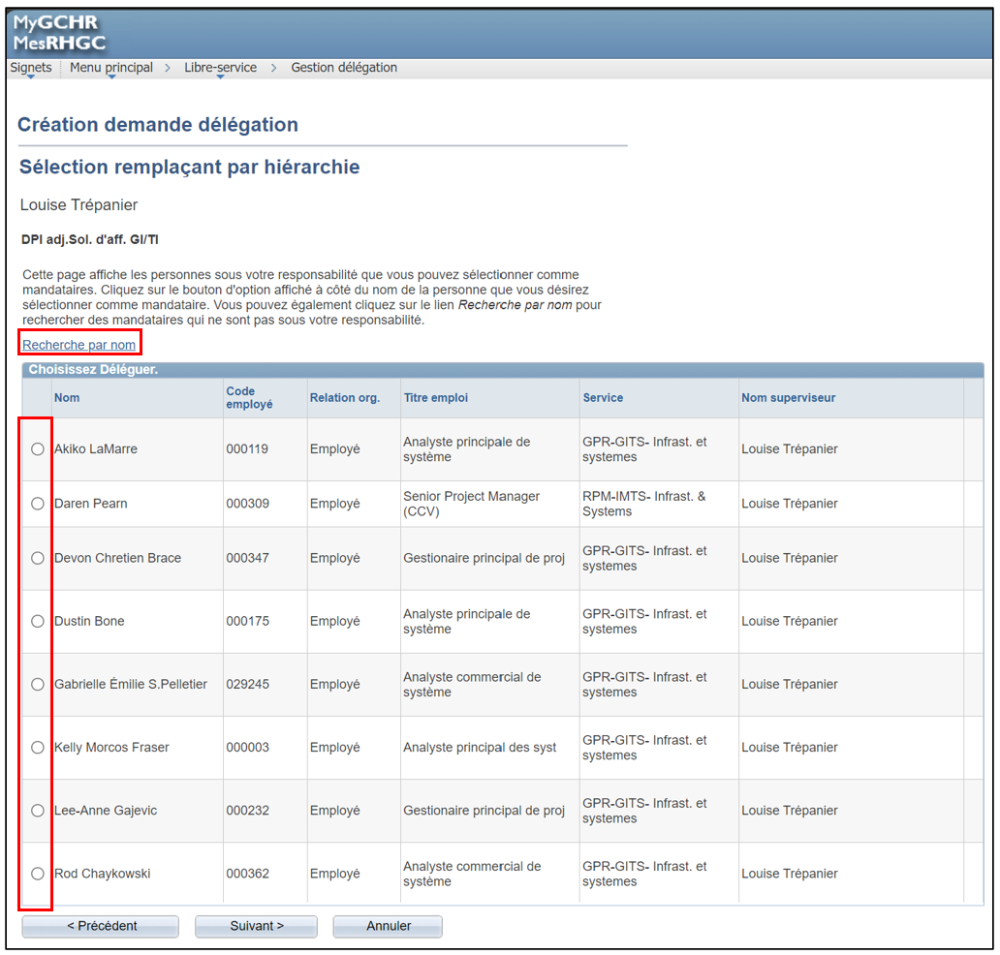 MyGCHR
MesRHGC
Signets Menu principal > Libre-service > Gestion délégation
Création demande délégation
Sélection remplaçant par hiérarchie
Louise Trépanier
DPI adj.Sol. d'aff. GI/TI
Cette page affiche les personnes sous votre responsabilité que vous pouvez sélectionner comme
mandataires. Cliquez sur le bouton d'option affiché à côté du nom de la personne que vous désirez
sélectionner comme mandataire. Vous pouvez également cliquez sur le lien Recherche par nom pour
rechercher des mandataires qui ne sont pas sous votre responsabilité.
Recherche par nom
Choisissez Déléguer.
Nom Code employé Relation org. Titre emploi Service Nom superviseur
Akiko LaMarre 000119 Employé Analyste principale de système GPR-GITS- Infrast. et systemes Louise Trépanier
Daren Pearn 000309 Employé Senior Project Manager (CCV) RPM-IMTS- Infrast. & Systems Louise Trépanier
Devon Chretien Brace 000347 Employé Gestionaire principal de proj GPR-GITS- Infrast. et systemes Louise Trépanier
Dustin Bone 000175 Employé Analyste principale de système GPR-GITS- Infrast. et systemes Louise Trépanier
Gabrielle Émilie S.Pelletier 029245 Employé Analyste commercial de système GPR-GITS- Infrast. et systemes Louise Trépanier
Kelly Morcos Fraser 000003 Employé Analyste principal des syst GPR-GITS- Infrast. et systemes Louise Trépanier
Lee-Anne Gajevic 000232 Employé Gestionaire principal de proj GPR-GITS- Infrast. et systemes Louise Trépanier
Rod Chaykowski 000362 Employé Analyste commercial de système GPR-GITS- Infrast. et systemes Louise Trépanier
< Précédent Suivant > Annuler